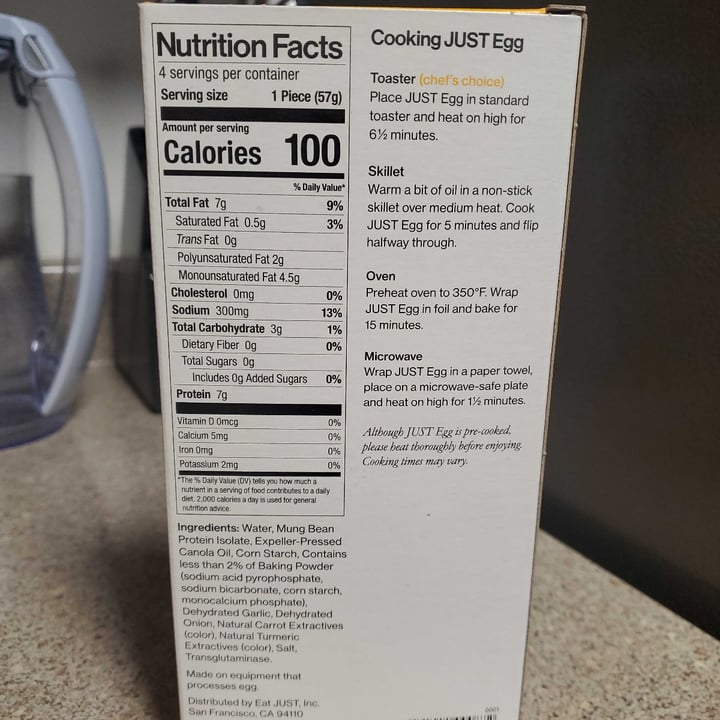 Nutrition Facts
4 servings per container
Serving size 1 Piece (57g)
Amount per serving
Calories 100
% Daily Value*
Total Fat 7g 9%
Saturated Fat 0.5g 3%
Trans Fat 0g
Polyunsaturated Fat 2g
Monounsaturated Fat 4.5g
Cholesterol 0mg 0%
Sodium 300mg 13%
Total Carbohydrate 3g 1%
Dietary Fiber 0g 0%
Total Sugars 0g
Includes 0g Added Sugars 0%
Protein 7g
Vitamin D 0mcg 0%
Calcium 5mg 0%
Iron 0mg 0%
Potassium 2mg 0%
*The % Daily Value (DV) tells you how much a
nutrient in a serving of food contributes to a daily
diet. 2,000 calories a day is used for general
nutrition advice.
Ingredients: Water, Mung Bean
Protein Isolate, Expeller-Pressed
Canola Oil, Corn Starch, Contains
less than 2% of Baking Powder
(sodium acid pyrophosphate,
sodium bicarbonate, corn starch,
monocalcium phosphate),
Dehydrated Garlic, Dehydrated
Onion, Natural Carrot Extractives
(color), Natural Turmeric
Extractives (color), Salt,
Transglutaminase.
Made on equipment that
processes egg.
Distributed by Eat JUST, Inc.
San Francisco, CA 94110
Cooking JUST Egg
Toaster (chef's choice)
Place JUST Egg in standard
toaster and heat on high for
6½ minutes.
Skillet
Warm a bit of oil in a non-stick
skillet over medium heat. Cook
JUST Egg for 5 minutes and flip
halfway through.
Oven
Preheat oven to 350°F. Wrap
JUST Egg in foil and bake for
15 minutes.
Microwave
Wrap JUST Egg in a paper towel,
place on a microwave-safe plate
and heat on high for 1½ minutes.
Although JUST Egg is pre-cooked,
please heat thoroughly before enjoying.
Cooking times may vary.
0001